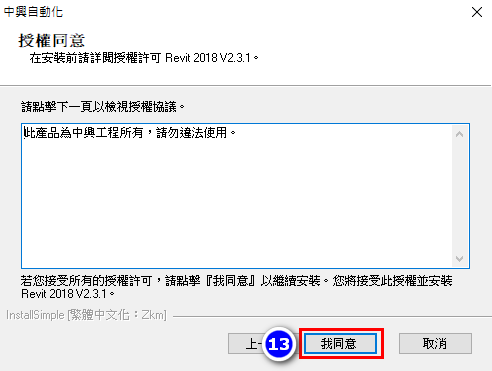 中興自動化
授權同意
在安裝前請詳閱授權許可 Revit 2018 V2.3.1。
請點擊下一頁以檢視授權協議。
此產品為中興工程所有，請勿違法使用。
若您接受所有的授權許可，請點擊『我同意』以繼續安裝。您將接受此授權並安裝
Revit 2018 V2.3.1。
InstallSimple [繁體中文化：Zkm]
上一
13
我同意
取消